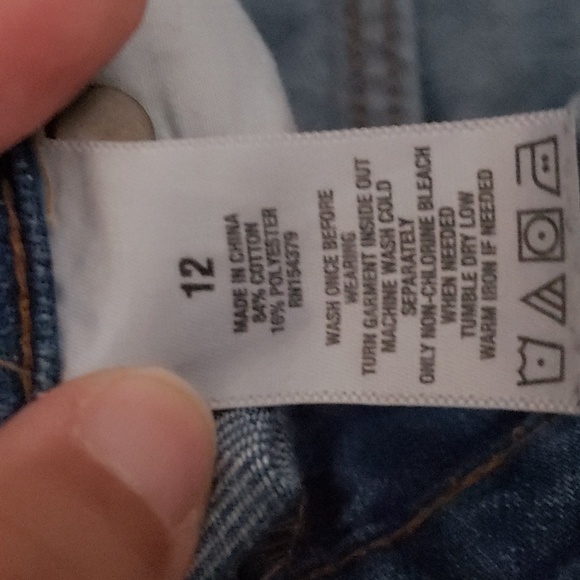 12
MADE IN CHINA
84% COTTON
16% POLYESTER
RN154379
WASH ONCE BEFORE
WEARING
TURN GARMENT INSIDE OUT
MACHINE WASH COLD
SEPARATELY
ONLY NON-CHLORINE BLEACH
WHEN NEEDED
TUMBLE DRY LOW
WARM IRON IF NEEDED